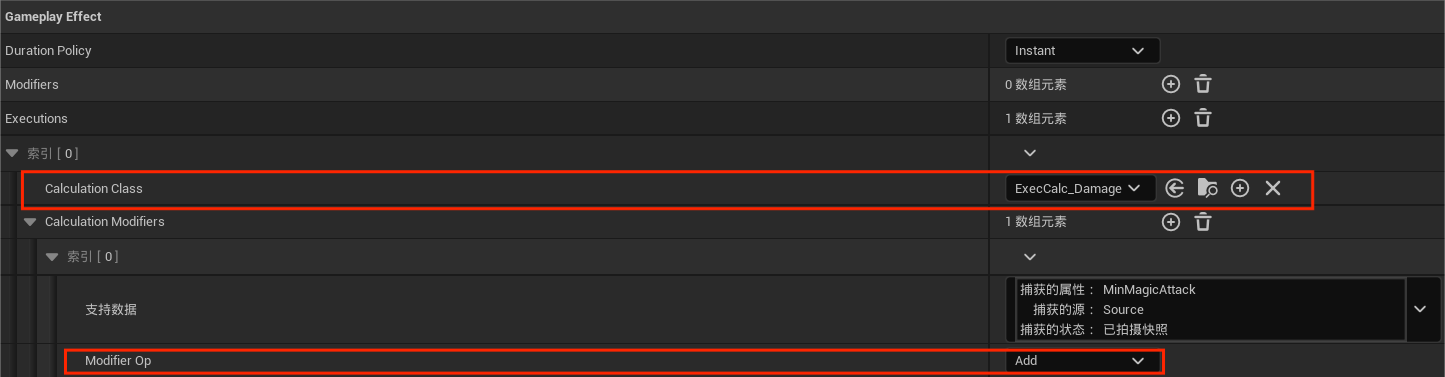 Gameplay Effect
Duration Policy
Instant
Modifiers
0 数组元素
Executions
1 数组元素
索引 [ 0 ]
Calculation Class
ExecCalc_Damage
Calculation Modifiers
1 数组元素
索引 [ 0 ]
支持数据
捕获的属性： MinMagicAttack
捕获的源： Source
捕获的状态： 已拍摄快照
Modifier Op
Add